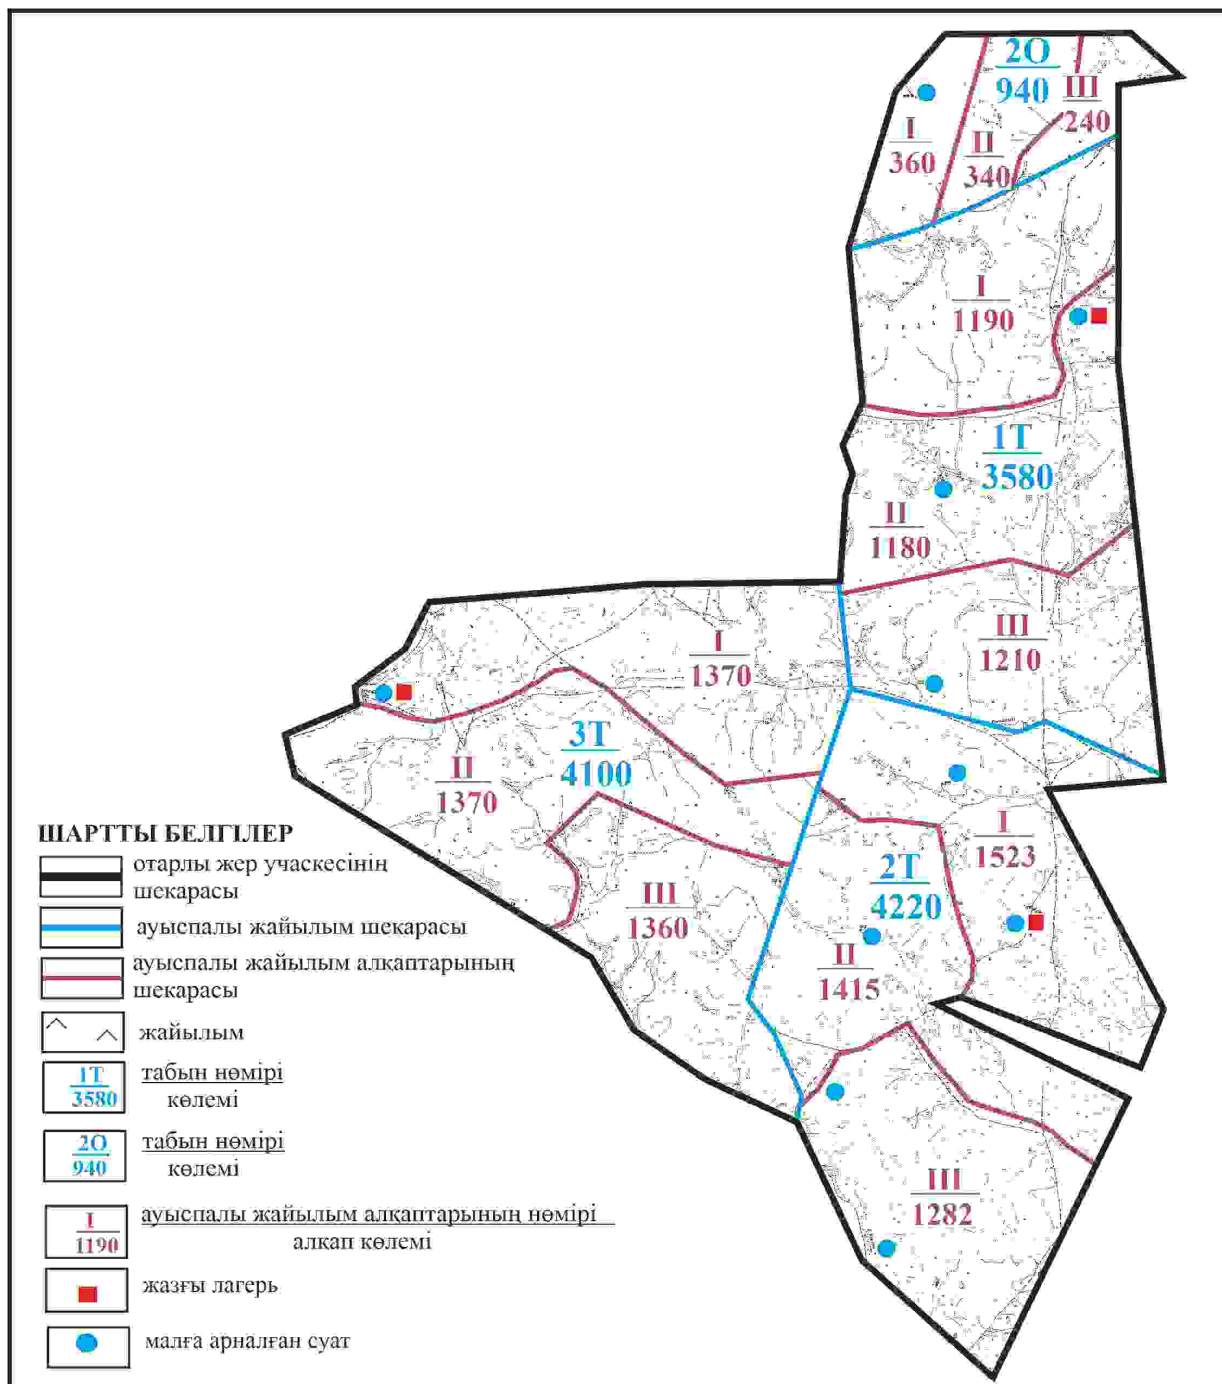 2О
940
III
240
I
360
II
340
I
1190
1Т
3580
II
1180
III
1210
I
1370
3Т
4100
II
1370
III
1360
I
1523
2Т
4220
II
1415
III
1282
ШАРТТЫ БЕЛГІЛЕР
отарлы жер учаскесінің
шекарасы
ауыспалы жайылым шекарасы
ауыспалы жайылым алқаптарының
шекарасы
жайылым
1Т
3580
табын нөмірі
көлемі
2О
940
табын нөмірі
көлемі
I
1190
ауыспалы жайылым алқаптарының нөмірі
алқап көлемі
жазғы лагерь
малға арналған суат